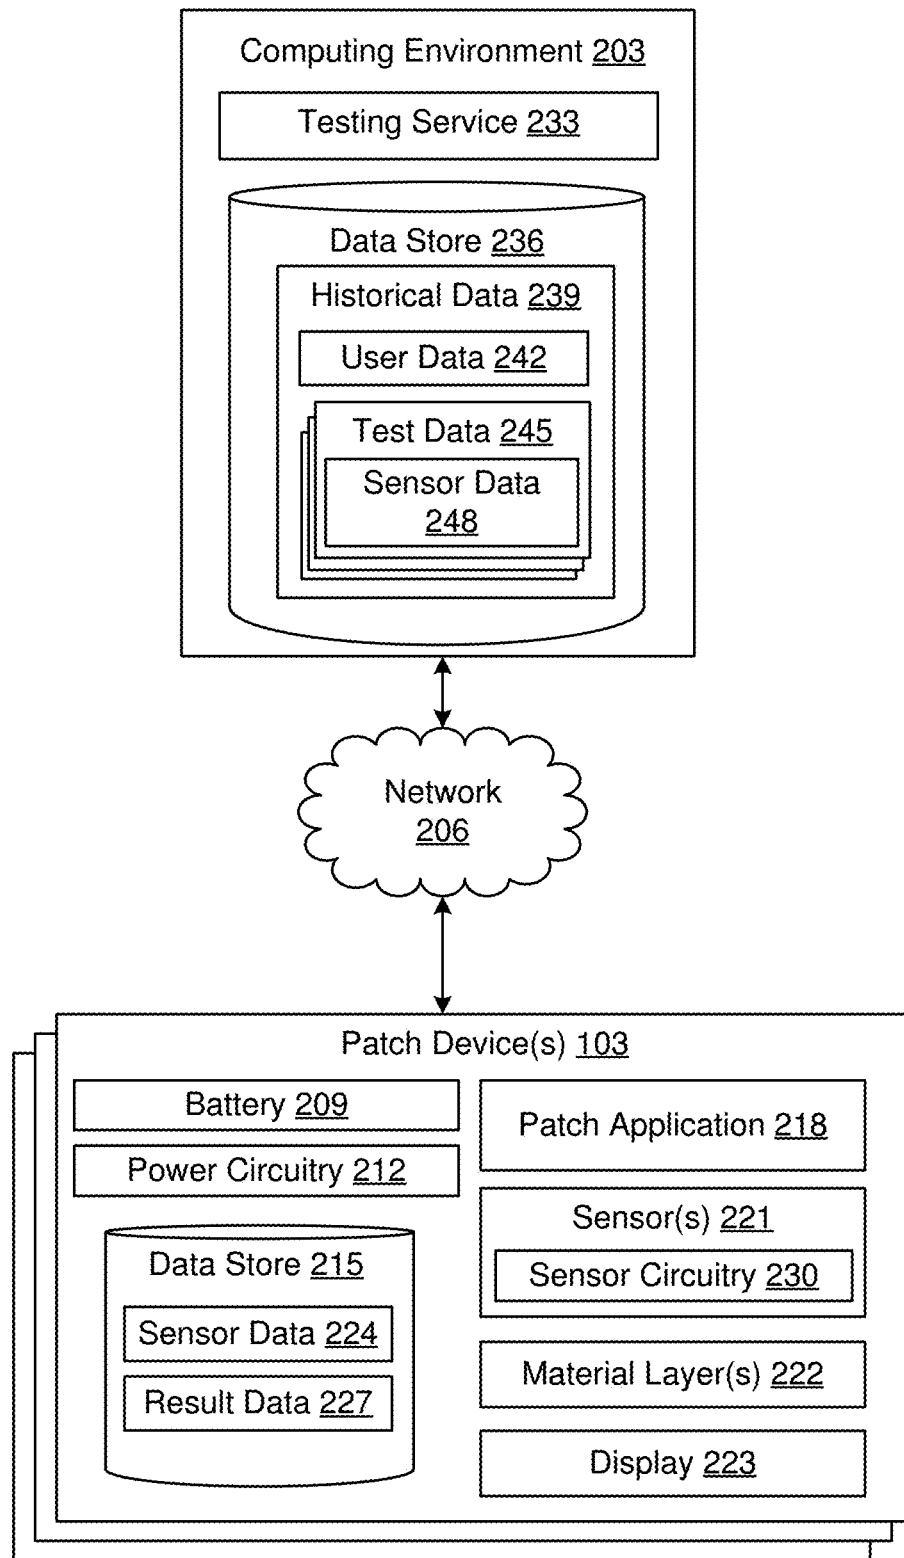 Computing Environment 203
Testing Service 233
Data Store 236
Historical Data 239
User Data 242
Test Data 245
Sensor Data
248
Network
206
Patch Device(s) 103
Battery 209
Power Circuitry 212
Data Store 215
Sensor Data 224
Result Data 227
Patch Application 218
Sensor(s) 221
Sensor Circuitry 230
Material Layer(s) 222
Display 223